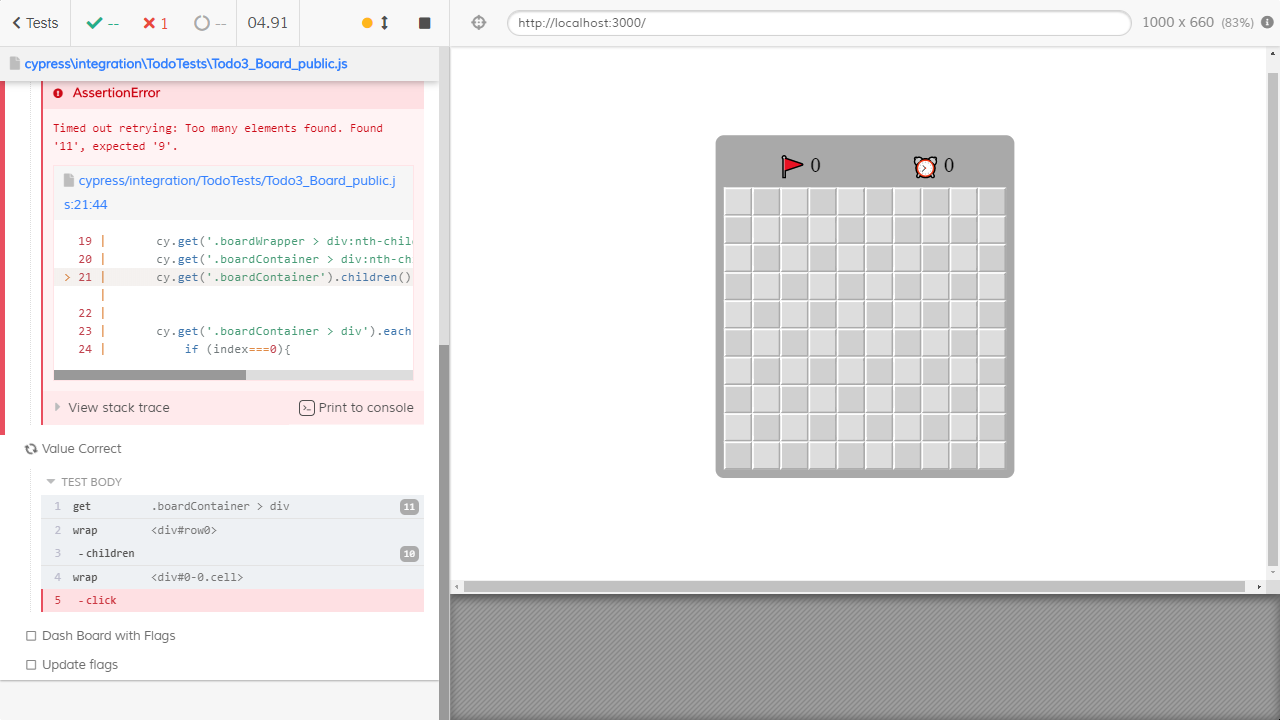 Tests
--
1
--
04.91
http://localhost:3000/
1000 x 660 (83%)
cypress\integration\TodoTests\Todo3_Board_public.js
AssertionError
Timed out retrying: Too many elements found. Found
'11', expected '9'.
cypress/integration/TodoTests/Todo3_Board_public.j
s:21:44
19 | cy.get('.boardWrapper > div:nth-chil
20 | cy.get('.boardContainer > div:nth-ch
> 21 | cy.get('.boardContainer').children()
|
22 |
23 | cy.get('.boardContainer > div').each
24 | if (index===0){
View stack trace
Print to console
Value Correct
TEST BODY
1 get .boardContainer > div 11
2 wrap <div#row0>
3 -children 10
4 wrap <div#0-0.cell>
5 -click
Dash Board with Flags
Update flags
0
0